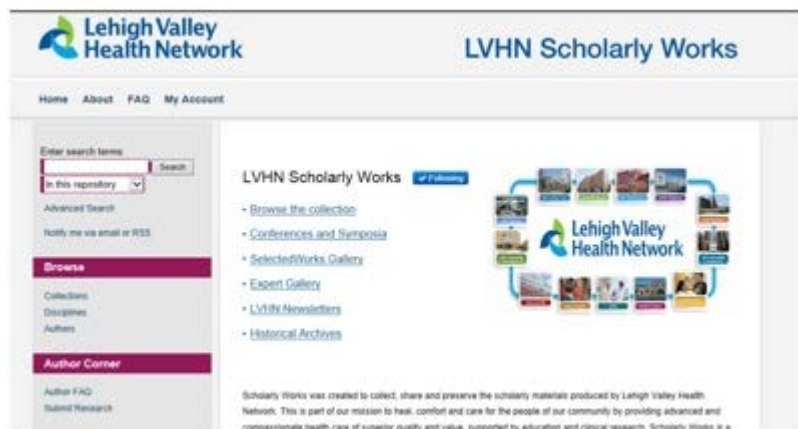 Lehigh Valley
Health Network
LVHN Scholarly Works
Home About FAQ My Account
Enter search terms
Search
in this repository
Advanced Search
Notify me via email or RSS
Browse
Collections
Disciplines
Authors
Author Corner
Author FAQ
Submit Research
LVHN Scholarly Works Following
Browse the collection
Conferences and Symposia
SelectedWorks Gallery
Expert Gallery
LVHN Newsletters
Historical Archives
Lehigh Valley
Health Network
Scholarly Works was created to collect, share and preserve the scholarly materials produced by Lehigh Valley Health
Network. This is part of our mission to heal, comfort and care for the people of our community by providing advanced and
compassionate health care of superior quality and value, supported by education and clinical research. Scholarly Works is a